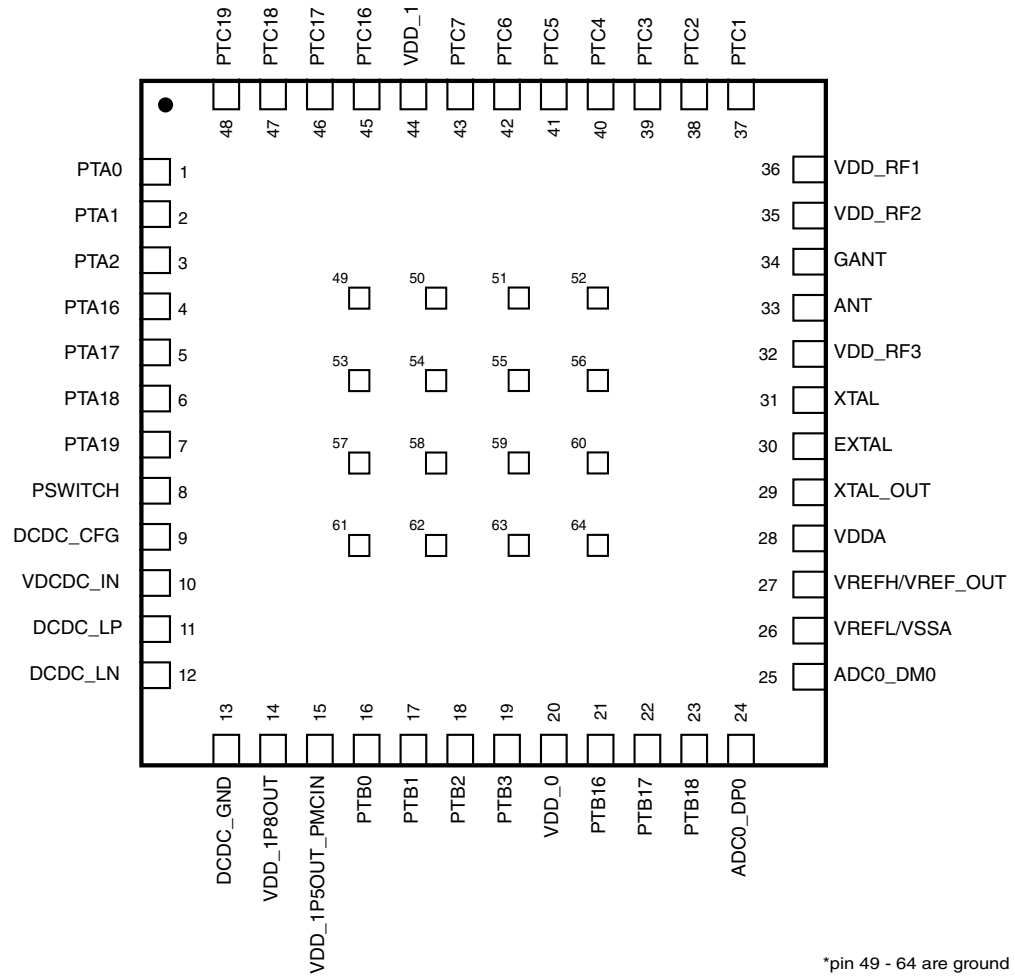 PTC19 PTC18 PTC17 PTC16 VDD_1 PTC7 PTC6 PTC5 PTC4 PTC3 PTC2 PTC1
48 47 46 45 44 43 42 41 40 39 38 37
PTA0 1 36 VDD_RF1
PTA1 2 35 VDD_RF2
PTA2 3 34 GANT
49 50 51 52
PTA16 4 33 ANT
PTA17 5 32 VDD_RF3
53 54 55 56
PTA18 6 31 XTAL
PTA19 7 30 EXTAL
57 58 59 60
PSWITCH 8 29 XTAL_OUT
61 62 63 64
DCDC_CFG 9 28 VDDA
VDCDC_IN 10 27 VREFH/VREF_OUT
DCDC_LP 11 26 VREFL/VSSA
DCDC_LN 12 25 ADC0_DM0
13 14 15 16 17 18 19 20 21 22 23 24
DCDC_GND VDD_1P8OUT VDD_1P5OUT_PMCIN PTB0 PTB1 PTB2 PTB3 VDD_0 PTB16 PTB17 PTB18 ADC0_DP0
*pin 49 - 64 are ground